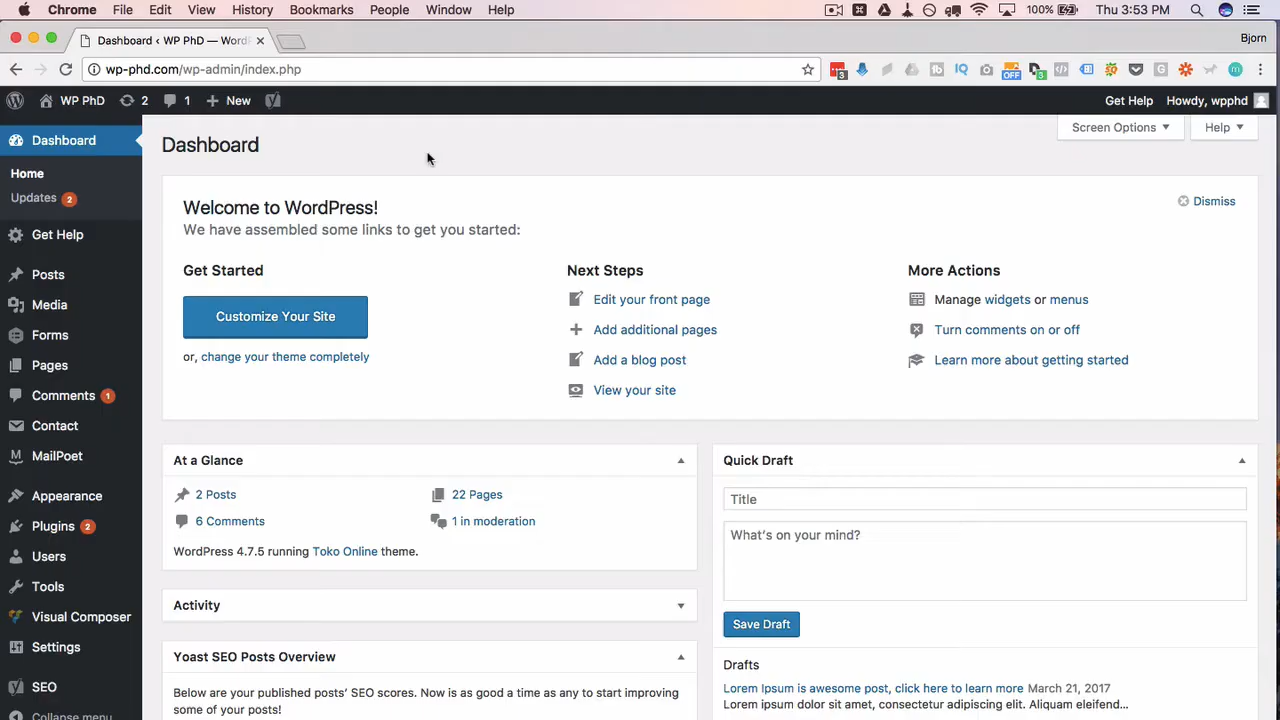 Chrome File Edit View History Bookmarks People Window Help 100% Thu 3:53 PM
Dashboard ‹ WP PhD — Word
Bjorn
wp-phd.com/wp-admin/index.php
WP PhD 2 1 New Get Help Howdy, wpphd
Screen Options Help
Dashboard
Home
Updates 2
Get Help
Posts
Media
Forms
Pages
Comments 1
Contact
MailPoet
Appearance
Plugins 2
Users
Tools
Visual Composer
Settings
SEO
Collapse menu
Dashboard
Welcome to WordPress!
We have assembled some links to get you started:
Dismiss
Get Started
Customize Your Site
or, change your theme completely
Next Steps
Edit your front page
Add additional pages
Add a blog post
View your site
More Actions
Manage widgets or menus
Turn comments on or off
Learn more about getting started
At a Glance
2 Posts
22 Pages
6 Comments
1 in moderation
WordPress 4.7.5 running Toko Online theme.
Activity
Yoast SEO Posts Overview
Below are your published posts' SEO scores. Now is as good a time as any to start improving
some of your posts!
Quick Draft
Title
What's on your mind?
Save Draft
Drafts
Lorem Ipsum is awesome post, click here to learn more March 21, 2017
Lorem ipsum dolor sit amet, consectetur adipiscing elit. Aliquam eleifend...